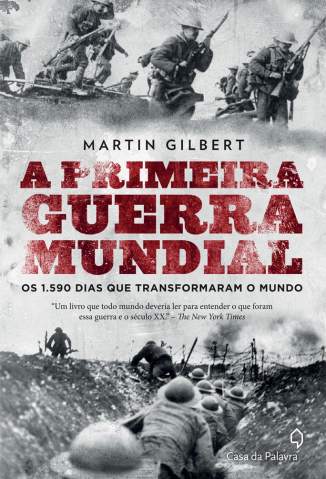 MARTIN GILBERT
A PRIMEIRA
GUERRA
MUNDIAL
OS 1.590 DIAS QUE TRANSFORMARAM O MUNDO
"Um livro que todo mundo deveria ler para entender o que foram
essa guerra e o século XX." – The New York Times
Casa da Palavra